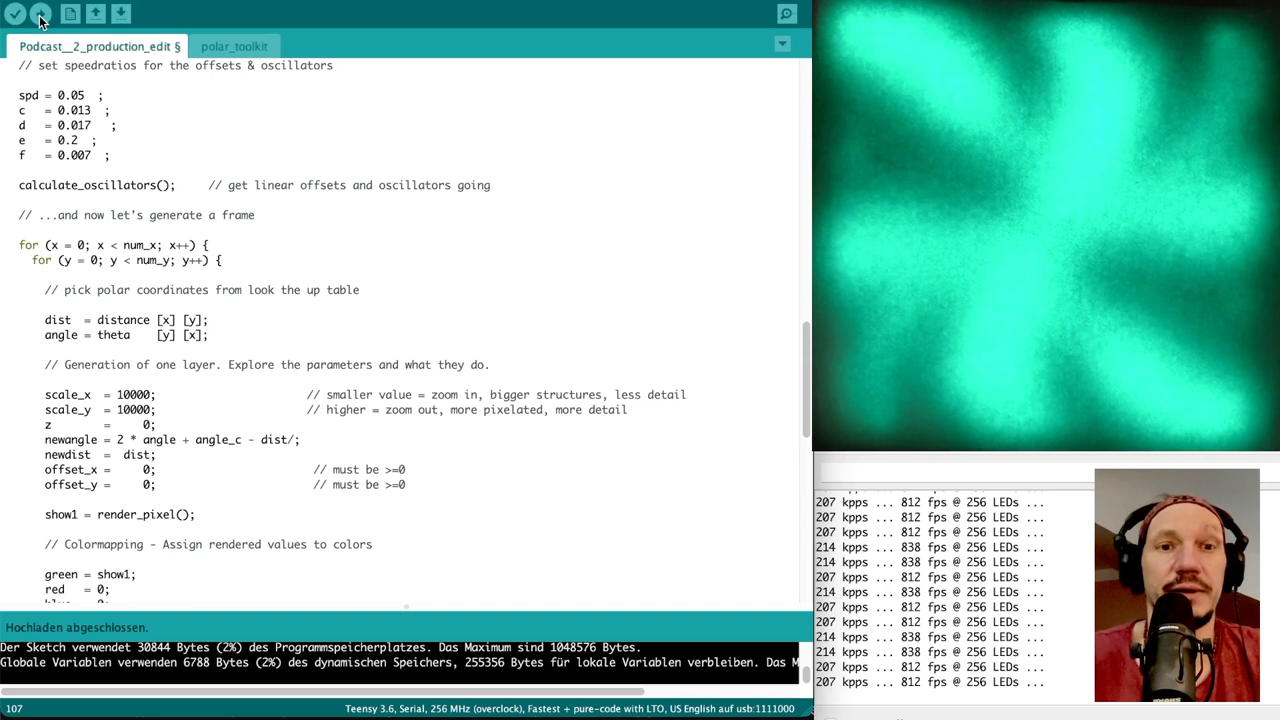 Podcast__2_production_edit §
polar_toolkit
// set speedratios for the offsets & oscillators
spd = 0.05  ;
c   = 0.013  ;
d   = 0.017   ;
e   = 0.2  ;
f   = 0.007  ;
calculate_oscillators();     // get linear offsets and oscillators going
// ...and now let's generate a frame
for (x = 0; x < num_x; x++) {
for (y = 0; y < num_y; y++) {
// pick polar coordinates from look the up table
dist  = distance [x] [y];
angle = theta    [y] [x];
// Generation of one layer. Explore the parameters and what they do.
scale_x  = 10000;                       // smaller value = zoom in, bigger structures, less detail
scale_y  = 10000;                       // higher = zoom out, more pixelated, more detail
z        =     0;
newangle = 2 * angle + angle_c - dist/;
newdist  =  dist;
offset_x =     0;                        // must be >=0
offset_y =     0;                        // must be >=0
show1 = render_pixel();
// Colormapping - Assign rendered values to colors
green = show1;
red   = 0;
Hochladen abgeschlossen.
Der Sketch verwendet 30844 Bytes (2%) des Programmspeicherplatzes. Das Maximum sind 1048576 Bytes.
Globale Variablen verwenden 6788 Bytes (2%) des dynamischen Speichers, 255356 Bytes für lokale Variablen verbleiben. Das M
107
Teensy 3.6, Serial, 256 MHz (overclock), Fastest + pure-code with LTO, US English auf usb:1111000
207 kpps ... 812 fps @ 256 LEDs ...
207 kpps ... 812 fps @ 256 LEDs ...
207 kpps ... 812 fps @ 256 LEDs ...
214 kpps ... 838 fps @ 256 LEDs ...
214 kpps ... 838 fps @ 256 LEDs ...
207 kpps ... 812 fps @ 256 LEDs ...
214 kpps ... 838 fps @ 256 LEDs ...
207 kpps ... 812 fps @ 256 LEDs ...
207 kpps ... 812 fps @ 256 LEDs ...
214 kpps ... 838 fps @ 256 LEDs ...
214 kpps ... 838 fps @ 256 LEDs ...
207 kpps ... 812 fps @ 256 LEDs ...
207 kpps ... 812 fps @ 256 LEDs ...